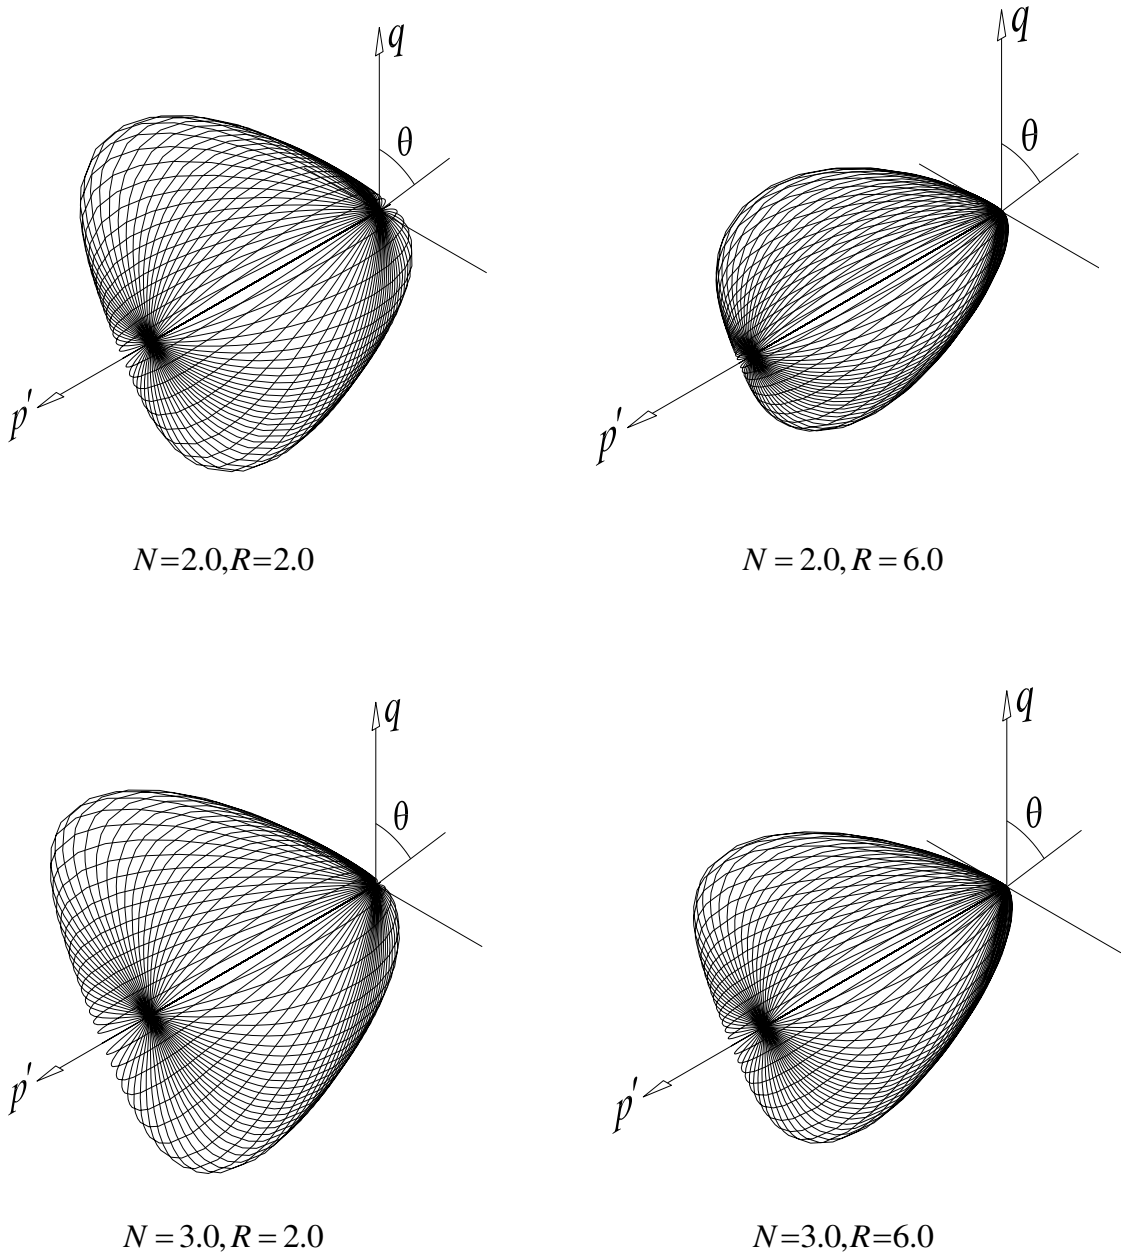 q
q
θ
θ
p'
p'
N=2.0,R=2.0
N = 2.0, R = 6.0
q
q
θ
θ
p'
p'
N = 3.0, R = 2.0
N=3.0,R=6.0